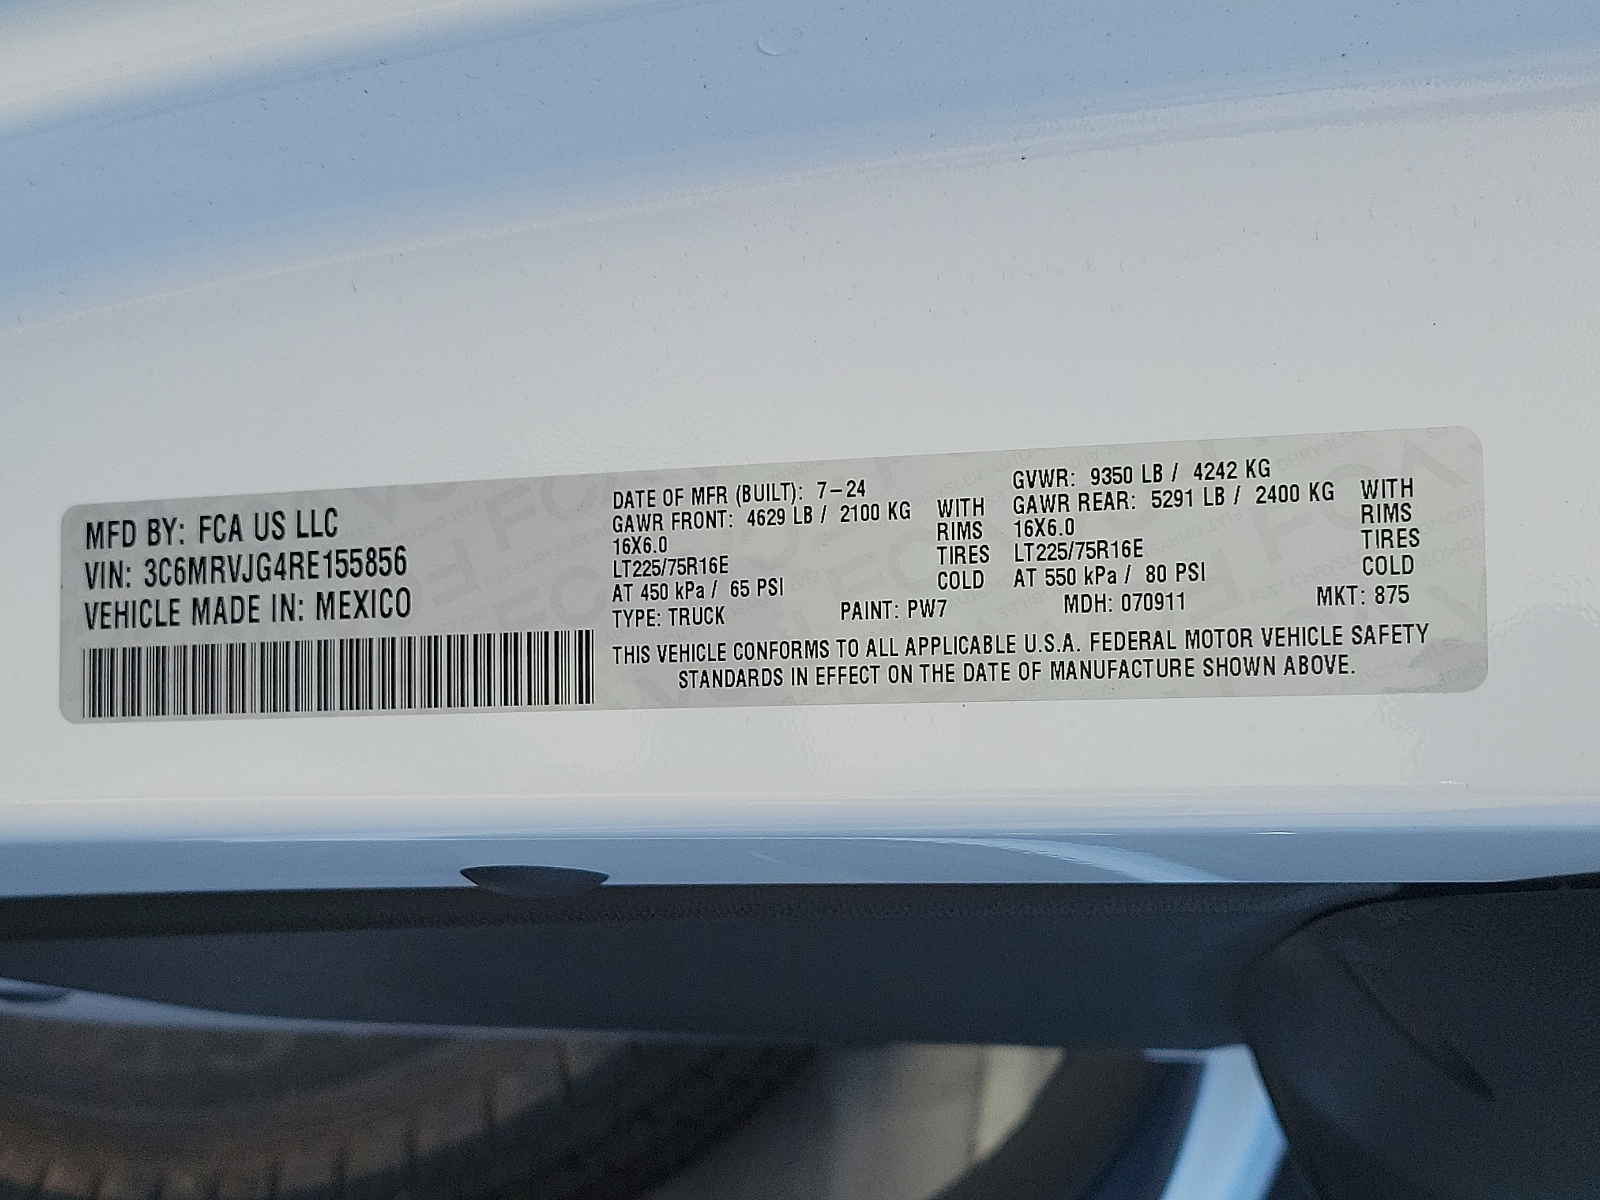 MFD BY: FCA US LLC
VIN: 3C6MRVJG4RE155856
VEHICLE MADE IN: MEXICO
DATE OF MFR (BUILT): 7-24
GAWR FRONT: 4629 LB / 2100 KG WITH
16X6.0 RIMS
LT225/75R16E TIRES
AT 450 kPa / 65 PSI COLD
GVWR: 9350 LB / 4242 KG
GAWR REAR: 5291 LB / 2400 KG WITH
16X6.0 RIMS
LT225/75R16E TIRES
AT 550 kPa / 80 PSI COLD
TYPE: TRUCK PAINT: PW7 MDH: 070911 MKT: 875
THIS VEHICLE CONFORMS TO ALL APPLICABLE U.S.A. FEDERAL MOTOR VEHICLE SAFETY
STANDARDS IN EFFECT ON THE DATE OF MANUFACTURE SHOWN ABOVE.